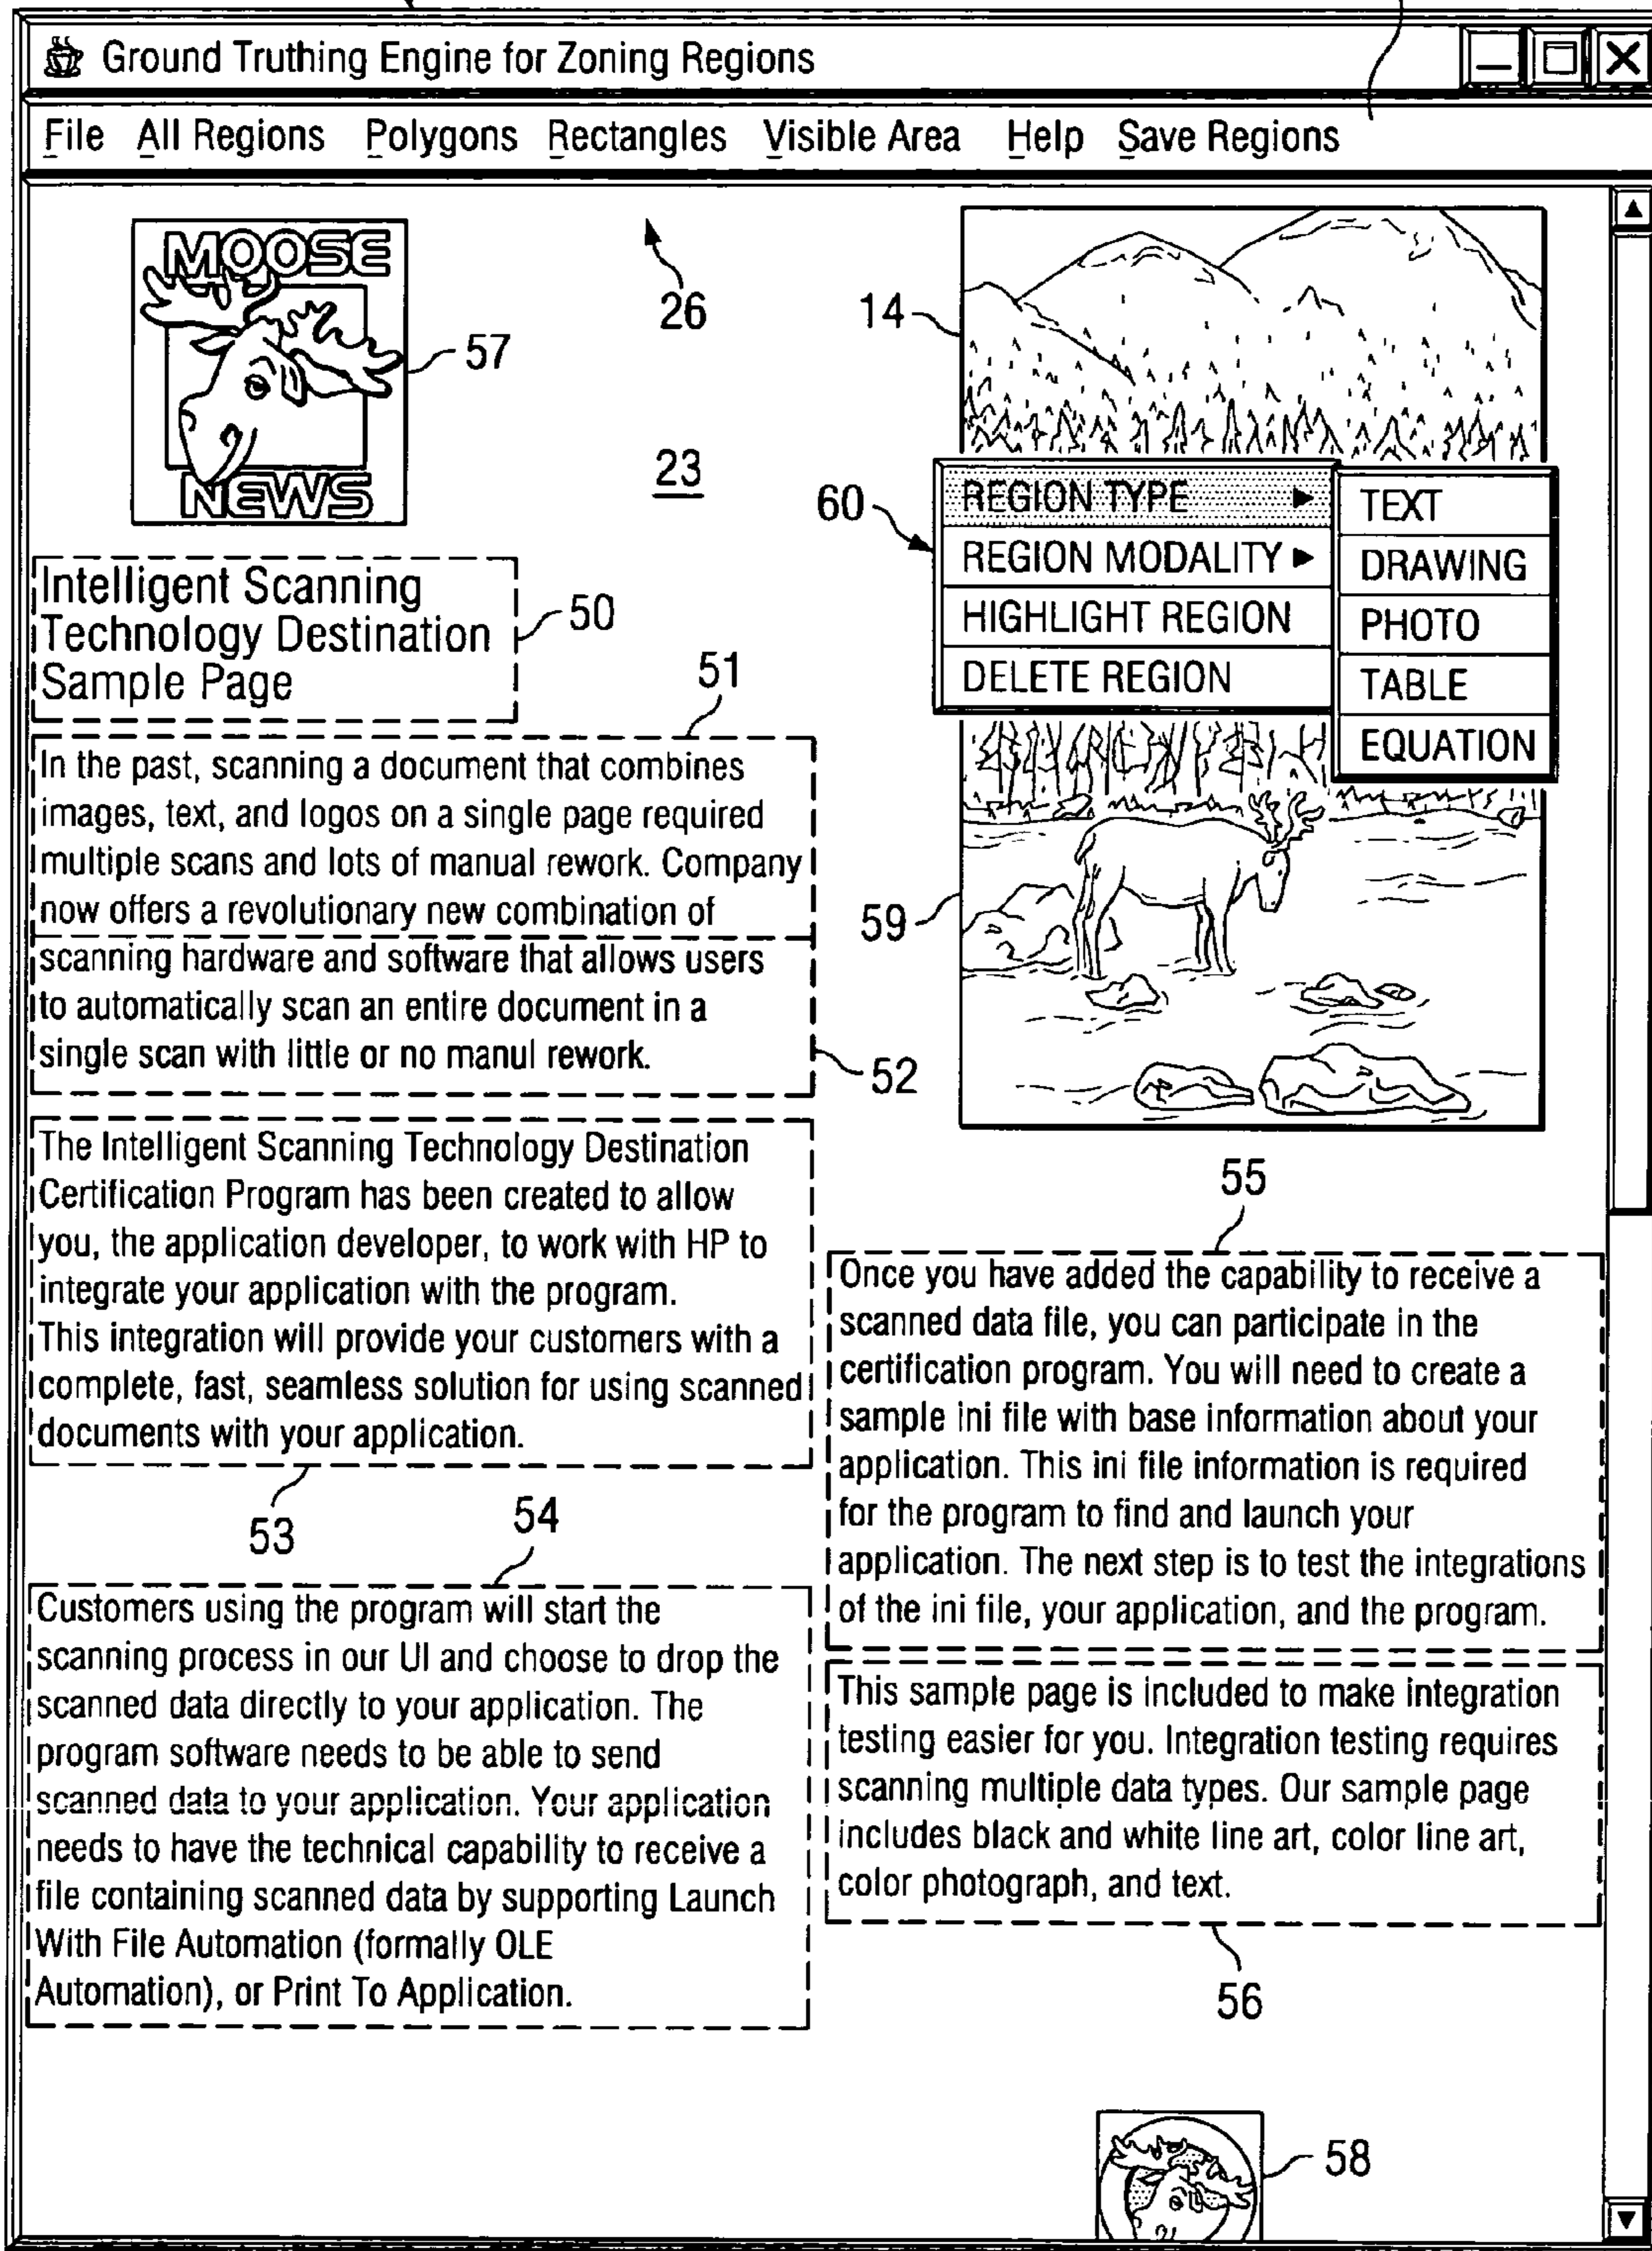 Ground Truthing Engine for Zoning Regions
File All Regions Polygons Rectangles Visible Area Help Save Regions
MOOSE
NEWS
57
26
23
14
60
REGION TYPE
REGION MODALITY
HIGHLIGHT REGION
DELETE REGION
TEXT
DRAWING
PHOTO
TABLE
EQUATION
59
Intelligent Scanning
Technology Destination
Sample Page
50
51
In the past, scanning a document that combines
images, text, and logos on a single page required
multiple scans and lots of manual rework. Company
now offers a revolutionary new combination of
scanning hardware and software that allows users
to automatically scan an entire document in a
single scan with little or no manul rework.
52
The Intelligent Scanning Technology Destination
Certification Program has been created to allow
you, the application developer, to work with HP to
integrate your application with the program.
This integration will provide your customers with a
complete, fast, seamless solution for using scanned
documents with your application.
53
54
Customers using the program will start the
scanning process in our UI and choose to drop the
scanned data directly to your application. The
program software needs to be able to send
scanned data to your application. Your application
needs to have the technical capability to receive a
file containing scanned data by supporting Launch
With File Automation (formally OLE
Automation), or Print To Application.
55
Once you have added the capability to receive a
scanned data file, you can participate in the
certification program. You will need to create a
sample ini file with base information about your
application. This ini file information is required
for the program to find and launch your
application. The next step is to test the integrations
of the ini file, your application, and the program.
This sample page is included to make integration
testing easier for you. Integration testing requires
scanning multiple data types. Our sample page
includes black and white line art, color line art,
color photograph, and text.
56
58